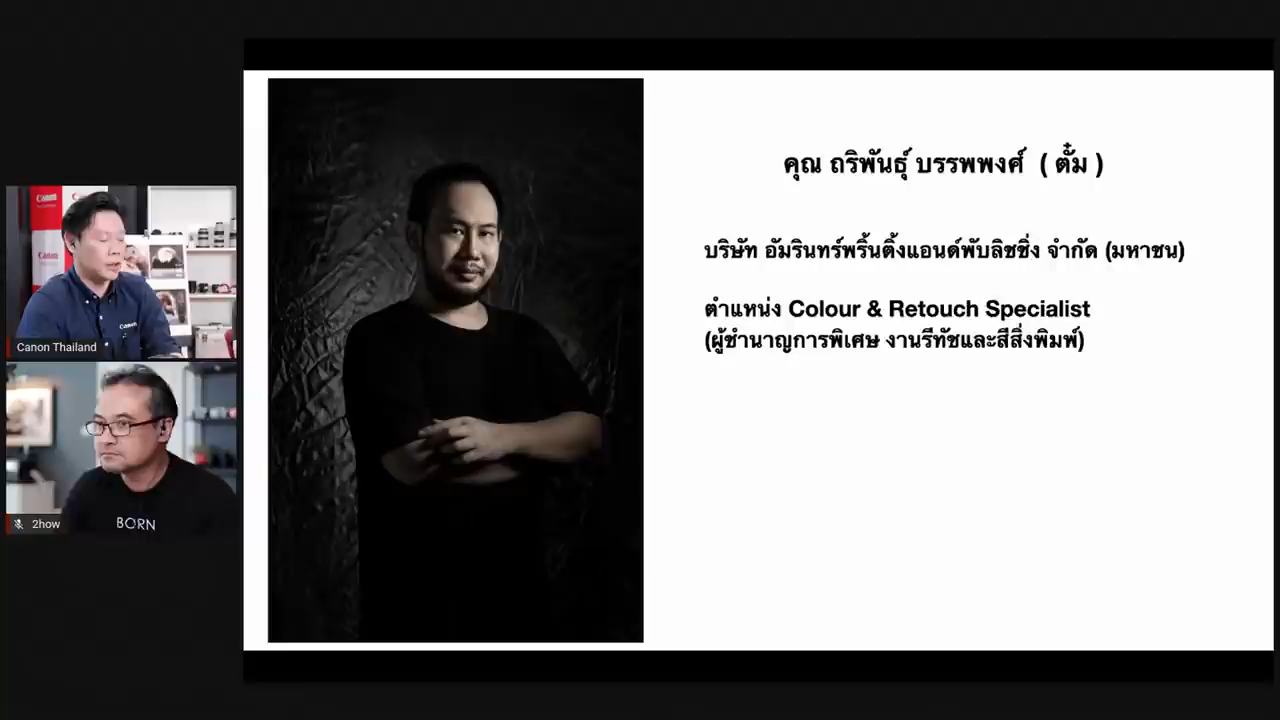 คุณ ถริพันธุ์ บรรพพงศ์ ( ตั๋ม )
บริษัท อัมรินทร์พริ้นติ้งแอนด์พับลิชชิ่ง จำกัด (มหาชน)
ตำแหน่ง Colour & Retouch Specialist
(ผู้ชำนาญการพิเศษ งานรีทัชและสีสิ่งพิมพ์)
Canon
Canon
Canon
Canon Thailand
BORN
2how